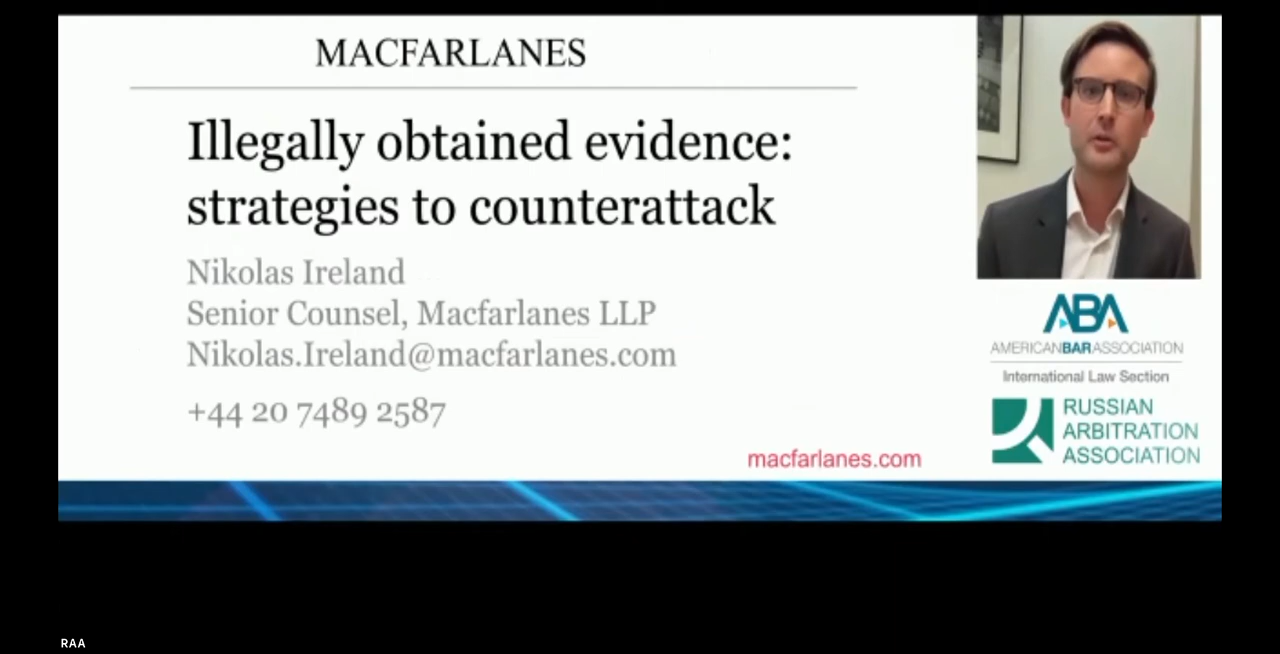 MACFARLANES
Illegally obtained evidence:
strategies to counterattack
Nikolas Ireland
Senior Counsel, Macfarlanes LLP
Nikolas.Ireland@macfarlanes.com
+44 20 7489 2587
macfarlanes.com
ABA
AMERICANBARASSOCIATION
International Law Section
RUSSIAN
ARBITRATION
ASSOCIATION
RAA